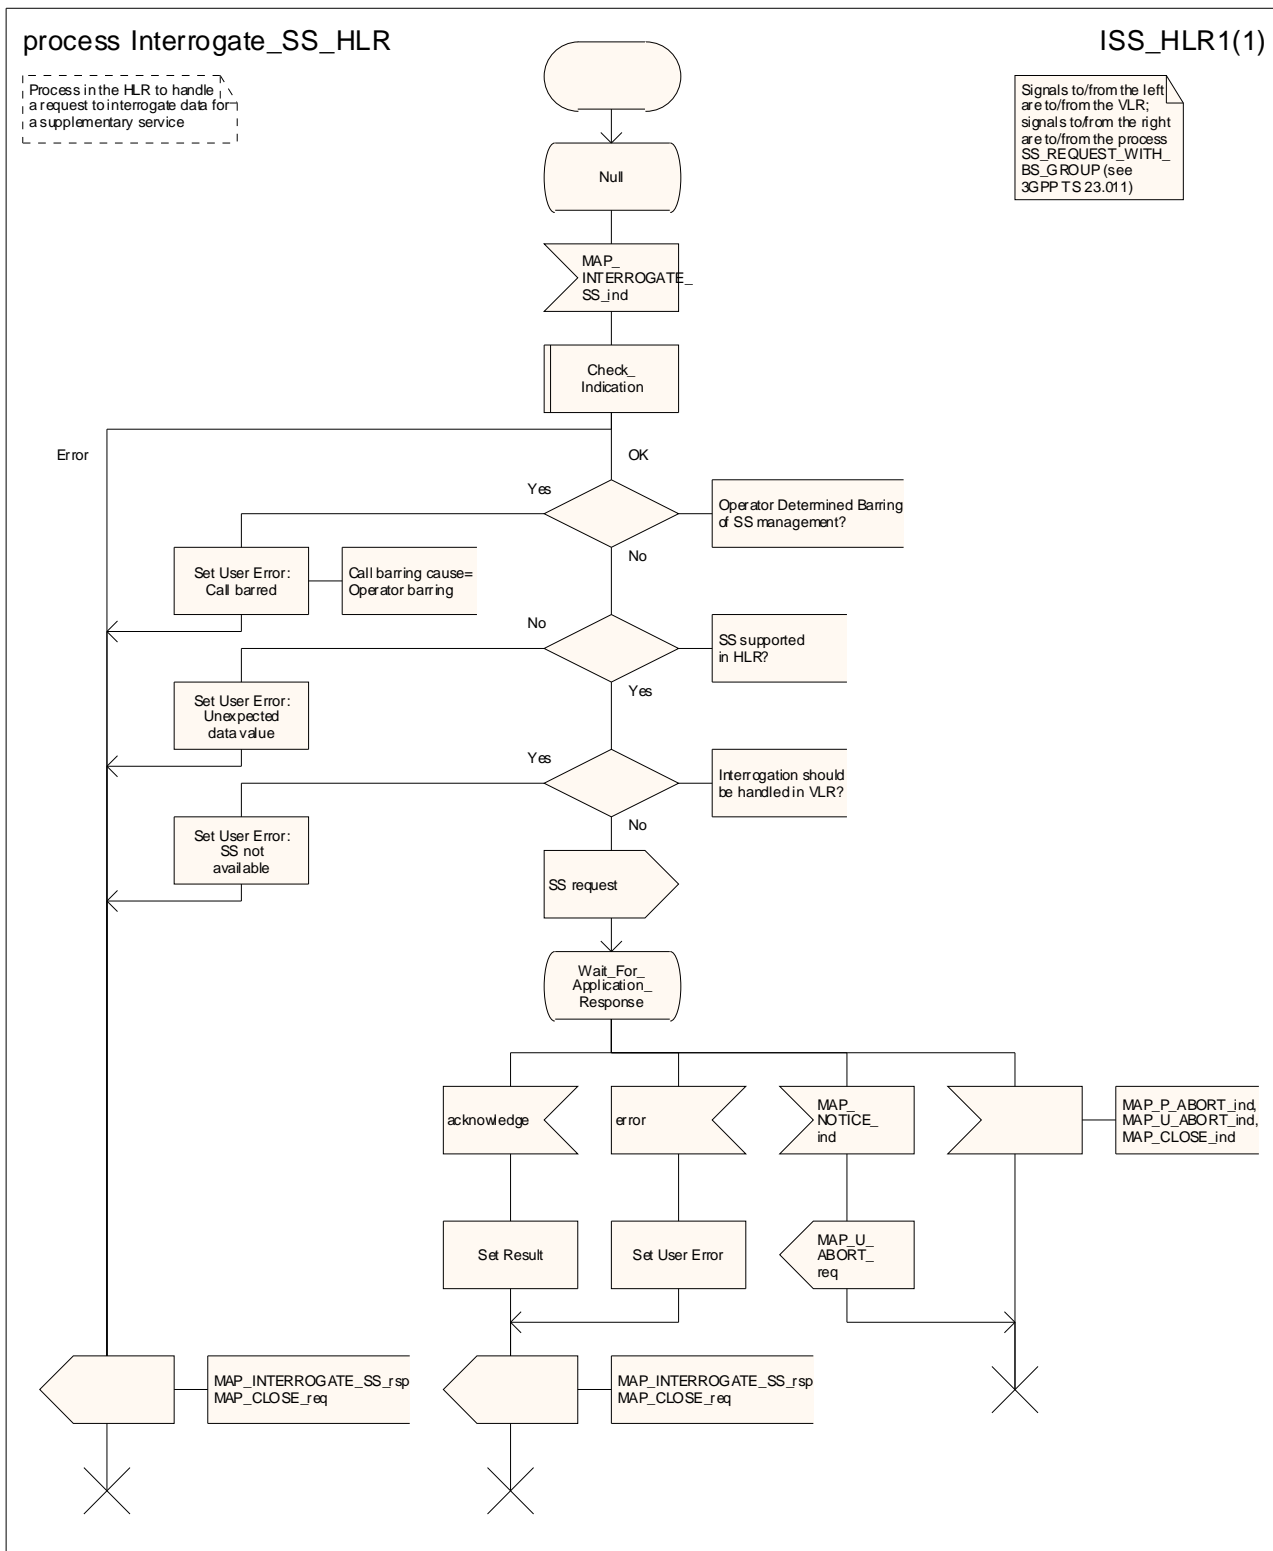 process Interrogate_SS_HLR
ISS_HLR1(1)
Process in the HLR to handle
a request to interrogate data for
a supplementary service
Signals to/from the left
are to/from the VLR;
signals to/from the right
are to/from the process
SS_REQUEST_WITH_
BS_GROUP (see
3GPP TS 23.011)
Null
MAP_
INTERROGATE_
SS_ind
Check_
Indication
Error
OK
Yes
Operator Determined Barring
of SS management?
No
Set User Error:
Call barred
Call barring cause=
Operator barring
No
SS supported
in HLR?
Yes
Set User Error:
Unexpected
data value
Yes
Interrogation should
be handled in VLR?
No
Set User Error:
SS not
available
SS request
Wait_For_
Application_
Response
acknowledge
error
MAP_
NOTICE_
ind
MAP_P_ABORT_ind,
MAP_U_ABORT_ind,
MAP_CLOSE_ind
Set Result
Set User Error
MAP_U_
ABORT_
req
MAP_INTERROGATE_SS_rsp
MAP_CLOSE_req
MAP_INTERROGATE_SS_rsp
MAP_CLOSE_req